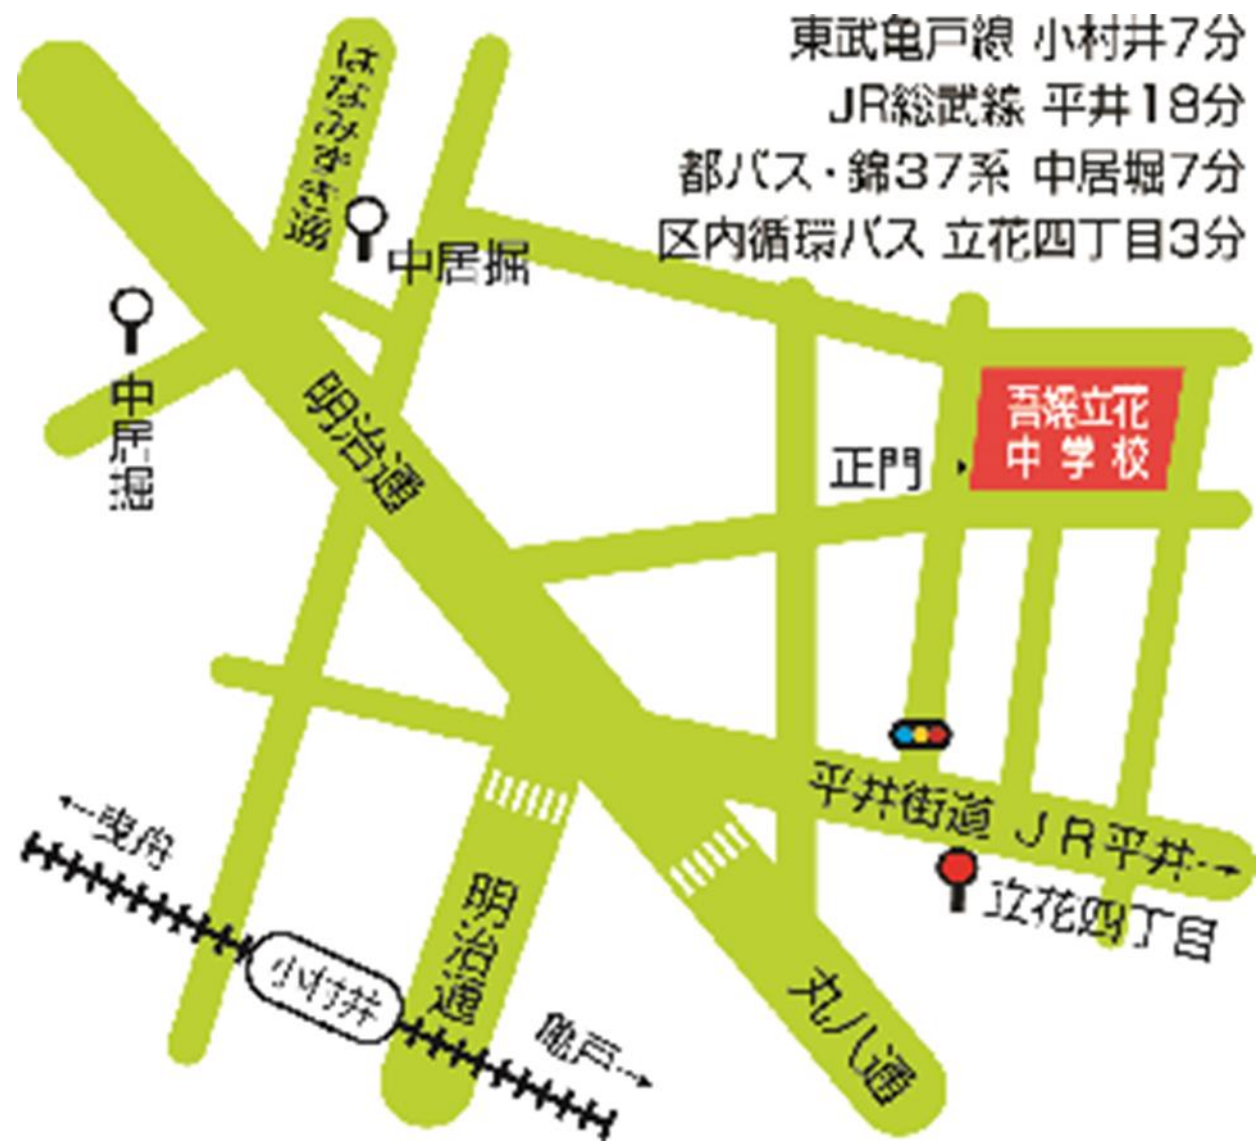 東武亀戸線 小村井7分
JR総武線 平井18分
都バス・錦37系 中居堀7分
区内循環バス 立花四丁目3分
はなみずき通
中居堀
中居堀
明治通
吾嬬立花
中学校
正門
平井街道 JR平井→
立花四丁目
←曳舟
小村井
明治通
亀戸→
丸八通